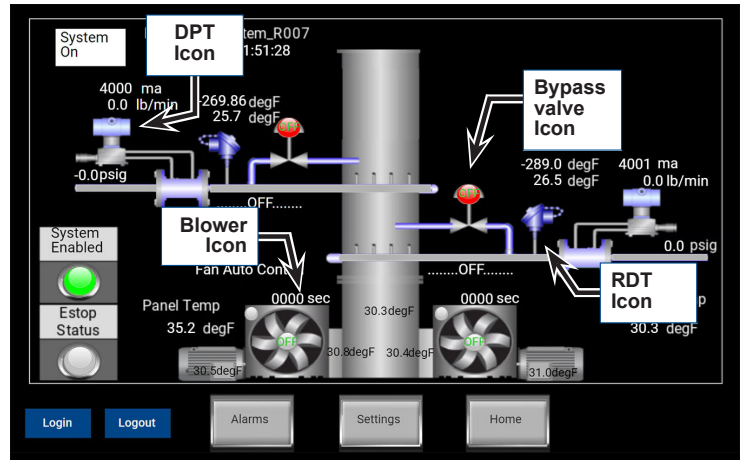 System
On
DPT
Icon
tem_R007
1:51:28
4000 ma
0.0 lb/min
-269.86 degF
25.7 degF
OFF
Bypass
valve
Icon
-0.0psig
........OFF........
OFF
-289.0 degF
26.5 degF
4001 ma
0.0 lb/min
System
Enabled
Blower
Icon
Fan Auto Cont
0.0 psig
.......OFF.......
RDT
Icon
Estop
Status
Panel Temp
35.2 degF
0000 sec
30.3degF
0000 sec
p
30.3 degF
OFF
30.8degF
30.4degF
OFF
30.5degF
31.0degF
Login
Logout
Alarms
Settings
Home